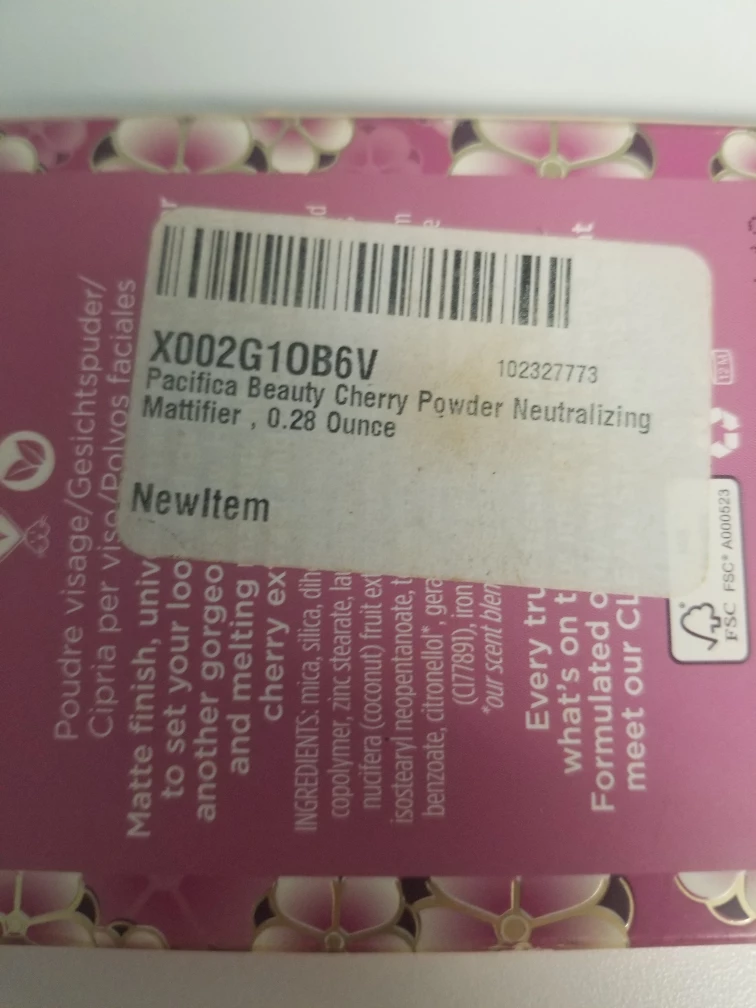 X002G1OB6V
102327773
Pacifica Beauty Cherry Powder Neutralizing
Mattifier , 0.28 Ounce
NewItem
Poudre visage/Gesichtspuder/
Cipria per viso/Polvos faciales
Matte finish, univ
to set your loo
another gorgeo
and melting
cherry ex
INGREDIENTS: mica, silica, dih
copolymer, zinc stearate, lau
nucifera (coconut) fruit ex
isostearyl neopentanoate, t
benzoate, citronellol*, gera
(CI77891), iron
*our scent blen
Every tru
what's on t
Formulated o
meet our CL
12 M
FSC
FSC® A000523